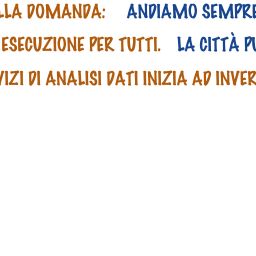 LLA DOMANDA: ANDIAMO SEMPRE
ESECUZIONE PER TUTTI. LA CITTÀ PU
VIZI DI ANALISI DATI INIZIA AD INVER